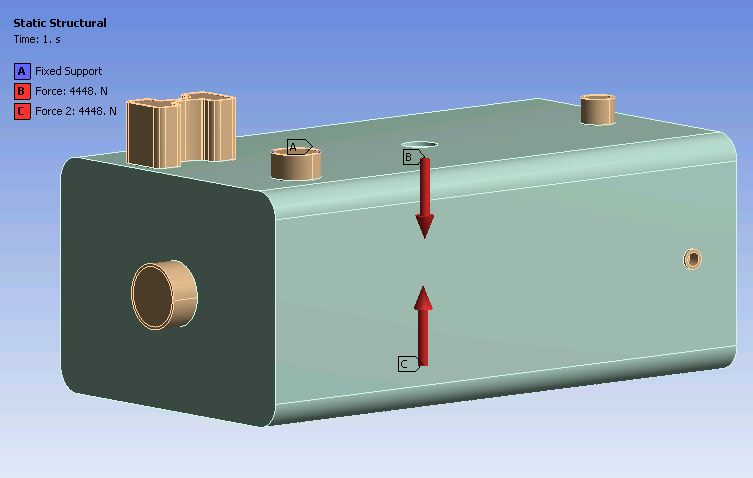 Static Structural
Time: 1. s
A Fixed Support
B Force: 4448. N
C Force 2: 4448. N
A
B
C